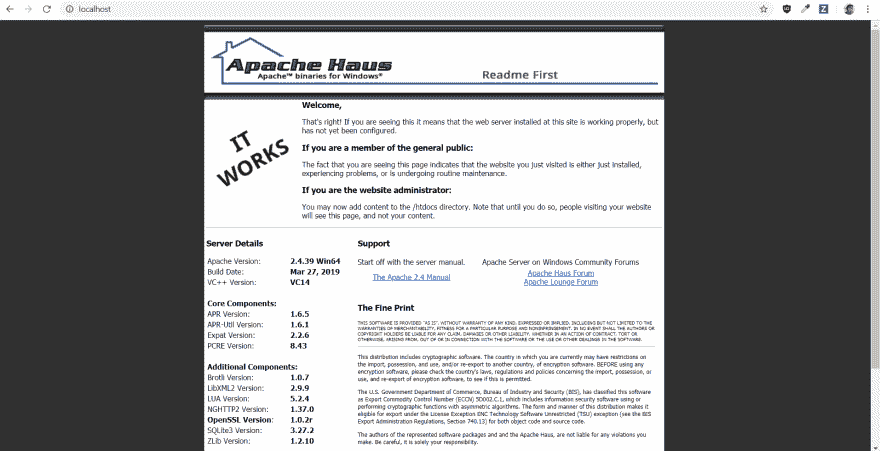 localhost
Apache Haus
Apache™ binaries for Windows®
Readme First
IT
WORKS
Welcome,
That's right! If you are seeing this it means that the web server installed at this site is working properly, but
has not yet been configured.
If you are a member of the general public:
The fact that you are seeing this page indicates that the website you just visited is either just installed,
experiencing problems, or is undergoing routine maintenance.
If you are the website administrator:
You may now add content to the /htdocs directory. Note that until you do so, people visiting your website
will see this page, and not your content.
Server Details
Apache Version: 2.4.39 Win64
Build Date: Mar 27, 2019
VC++ Version: VC14
Core Components:
APR Version: 1.6.5
APR-Util Version: 1.6.1
Expat Version: 2.2.6
PCRE Version: 8.43
Additional Components:
Brotli Version: 1.0.7
LibXML2 Version: 2.9.9
LUA Version: 5.2.4
NGHTTP2 Version: 1.37.0
OpenSSL Version: 1.0.2r
SQLite3 Version: 3.27.2
ZLib Version: 1.2.10
Support
Start off with the server manual.
The Apache 2.4 Manual
Apache Server on Windows Community Forums
Apache Haus Forum
Apache Lounge Forum
The Fine Print
THIS SOFTWARE IS PROVIDED "AS IS", WITHOUT WARRANTY OF ANY KIND, EXPRESSED OR IMPLIED, INCLUDING BUT NOT LIMITED TO THE
WARRANTIES OF MERCHANTABILITY, FITNESS FOR A PARTICULAR PURPOSE AND NONINFRINGEMENT. IN NO EVENT SHALL THE AUTHORS OR
COPYRIGHT HOLDERS BE LIABLE FOR ANY CLAIM, DAMAGES OR OTHER LIABILITY, WHETHER IN AN ACTION OF CONTRACT, TORT OR
OTHERWISE, ARISING FROM, OUT OF OR IN CONNECTION WITH THE SOFTWARE OR THE USE OR OTHER DEALINGS IN THE SOFTWARE.
This distribution includes cryptographic software. The country in which you are currently may have restrictions on
the import, possession, and use, and/or re-export to another country, of encryption software. BEFORE using any
encryption software, please check the country's laws, regulations and policies concerning the import, possession, or
use, and re-export of encryption software, to see if this is permitted.
The U.S. Government Department of Commerce, Bureau of Industry and Security (BIS), has classified this software
as Export Commodity Control Number (ECCN) 5D002.C.1, which includes information security software using or
performing cryptographic functions with asymmetric algorithms. The form and manner of this distribution makes it
eligible for export under the License Exception ENC Technology Software Unrestricted (TSU) exception (see the BIS
Export Administration Regulations, Section 740.13) for both object code and source code.
The authors of the represented software packages and and the Apache Haus, are not liable for any violations you
make. Be careful, it is solely your responsibility.